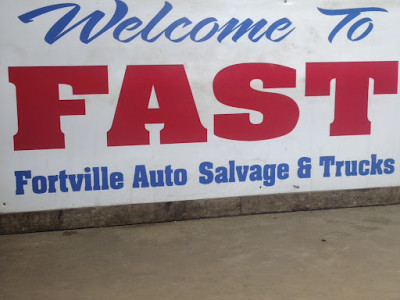 Welcome To
FAST
Fortville Auto Salvage & Trucks